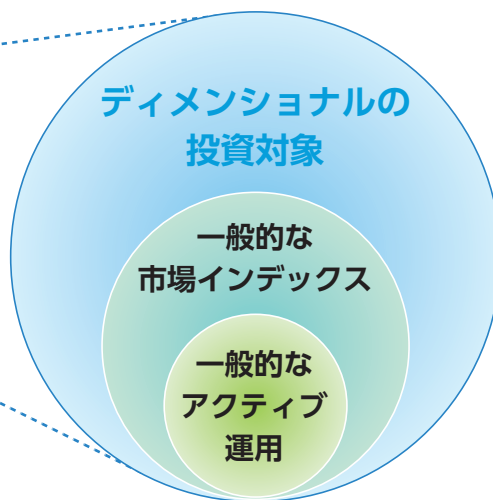 ディメンショナルの
投資対象
一般的な
市場インデックス
一般的な
アクティブ
運用